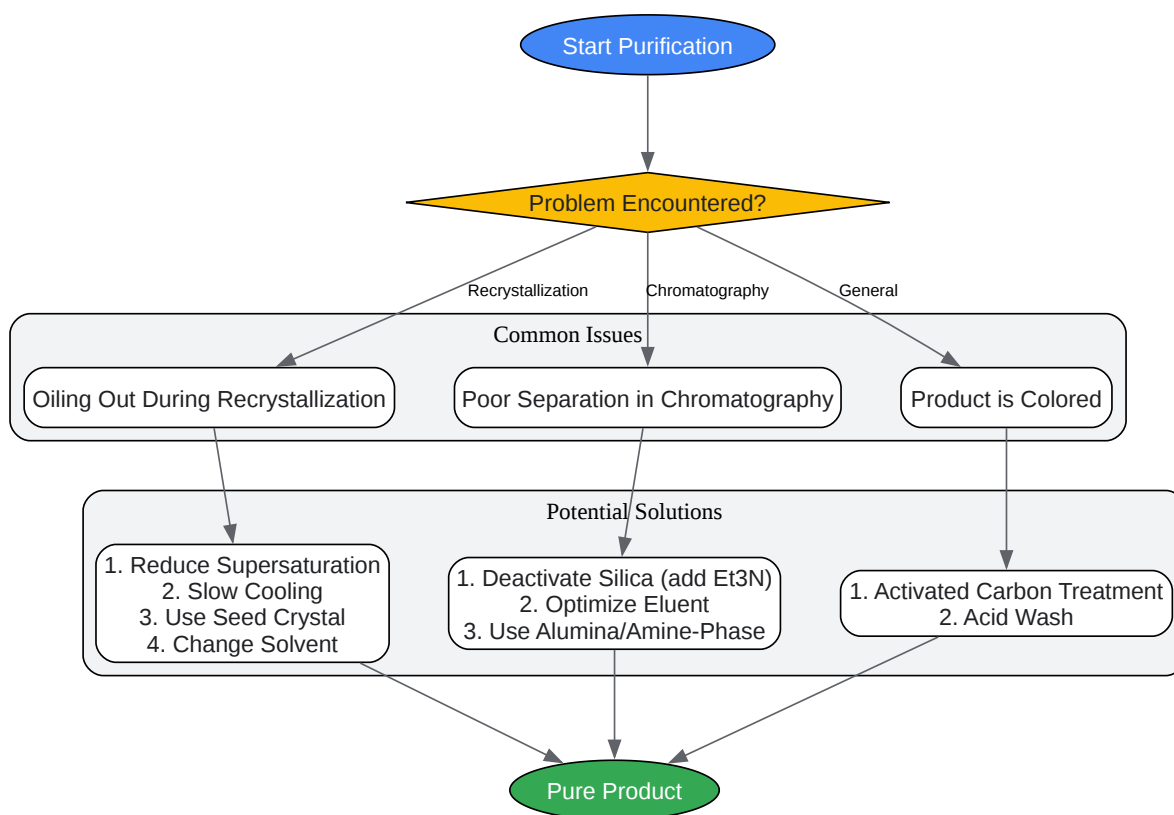 Start Purification
Problem Encountered?
Recrystallization
Chromatography
General
Common Issues
Oiling Out During Recrystallization
Poor Separation in Chromatography
Product is Colored
Potential Solutions
1. Reduce Supersaturation
2. Slow Cooling
3. Use Seed Crystal
4. Change Solvent
1. Deactivate Silica (add Et3N)
2. Optimize Eluent
3. Use Alumina/Amine-Phase
1. Activated Carbon Treatment
2. Acid Wash
Pure Product